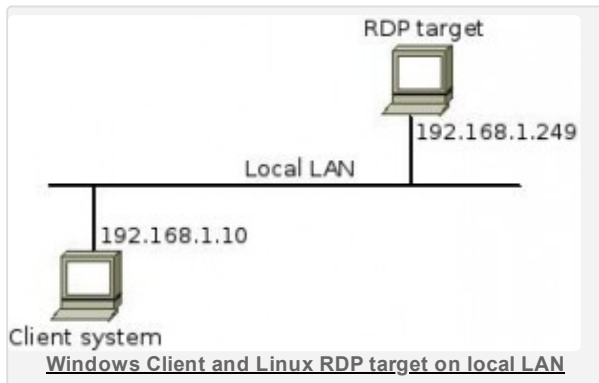 RDP target
192.168.1.249
Local LAN
192.168.1.10
Client system
Windows Client and Linux RDP target on local LAN